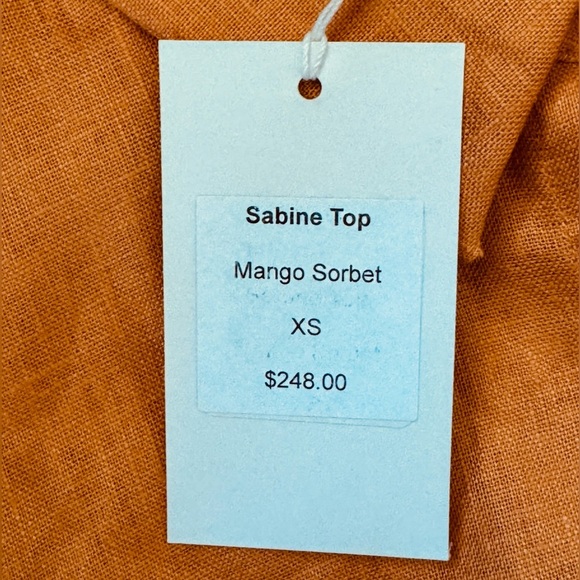 Sabine Top
Mango Sorbet
XS
$248.00